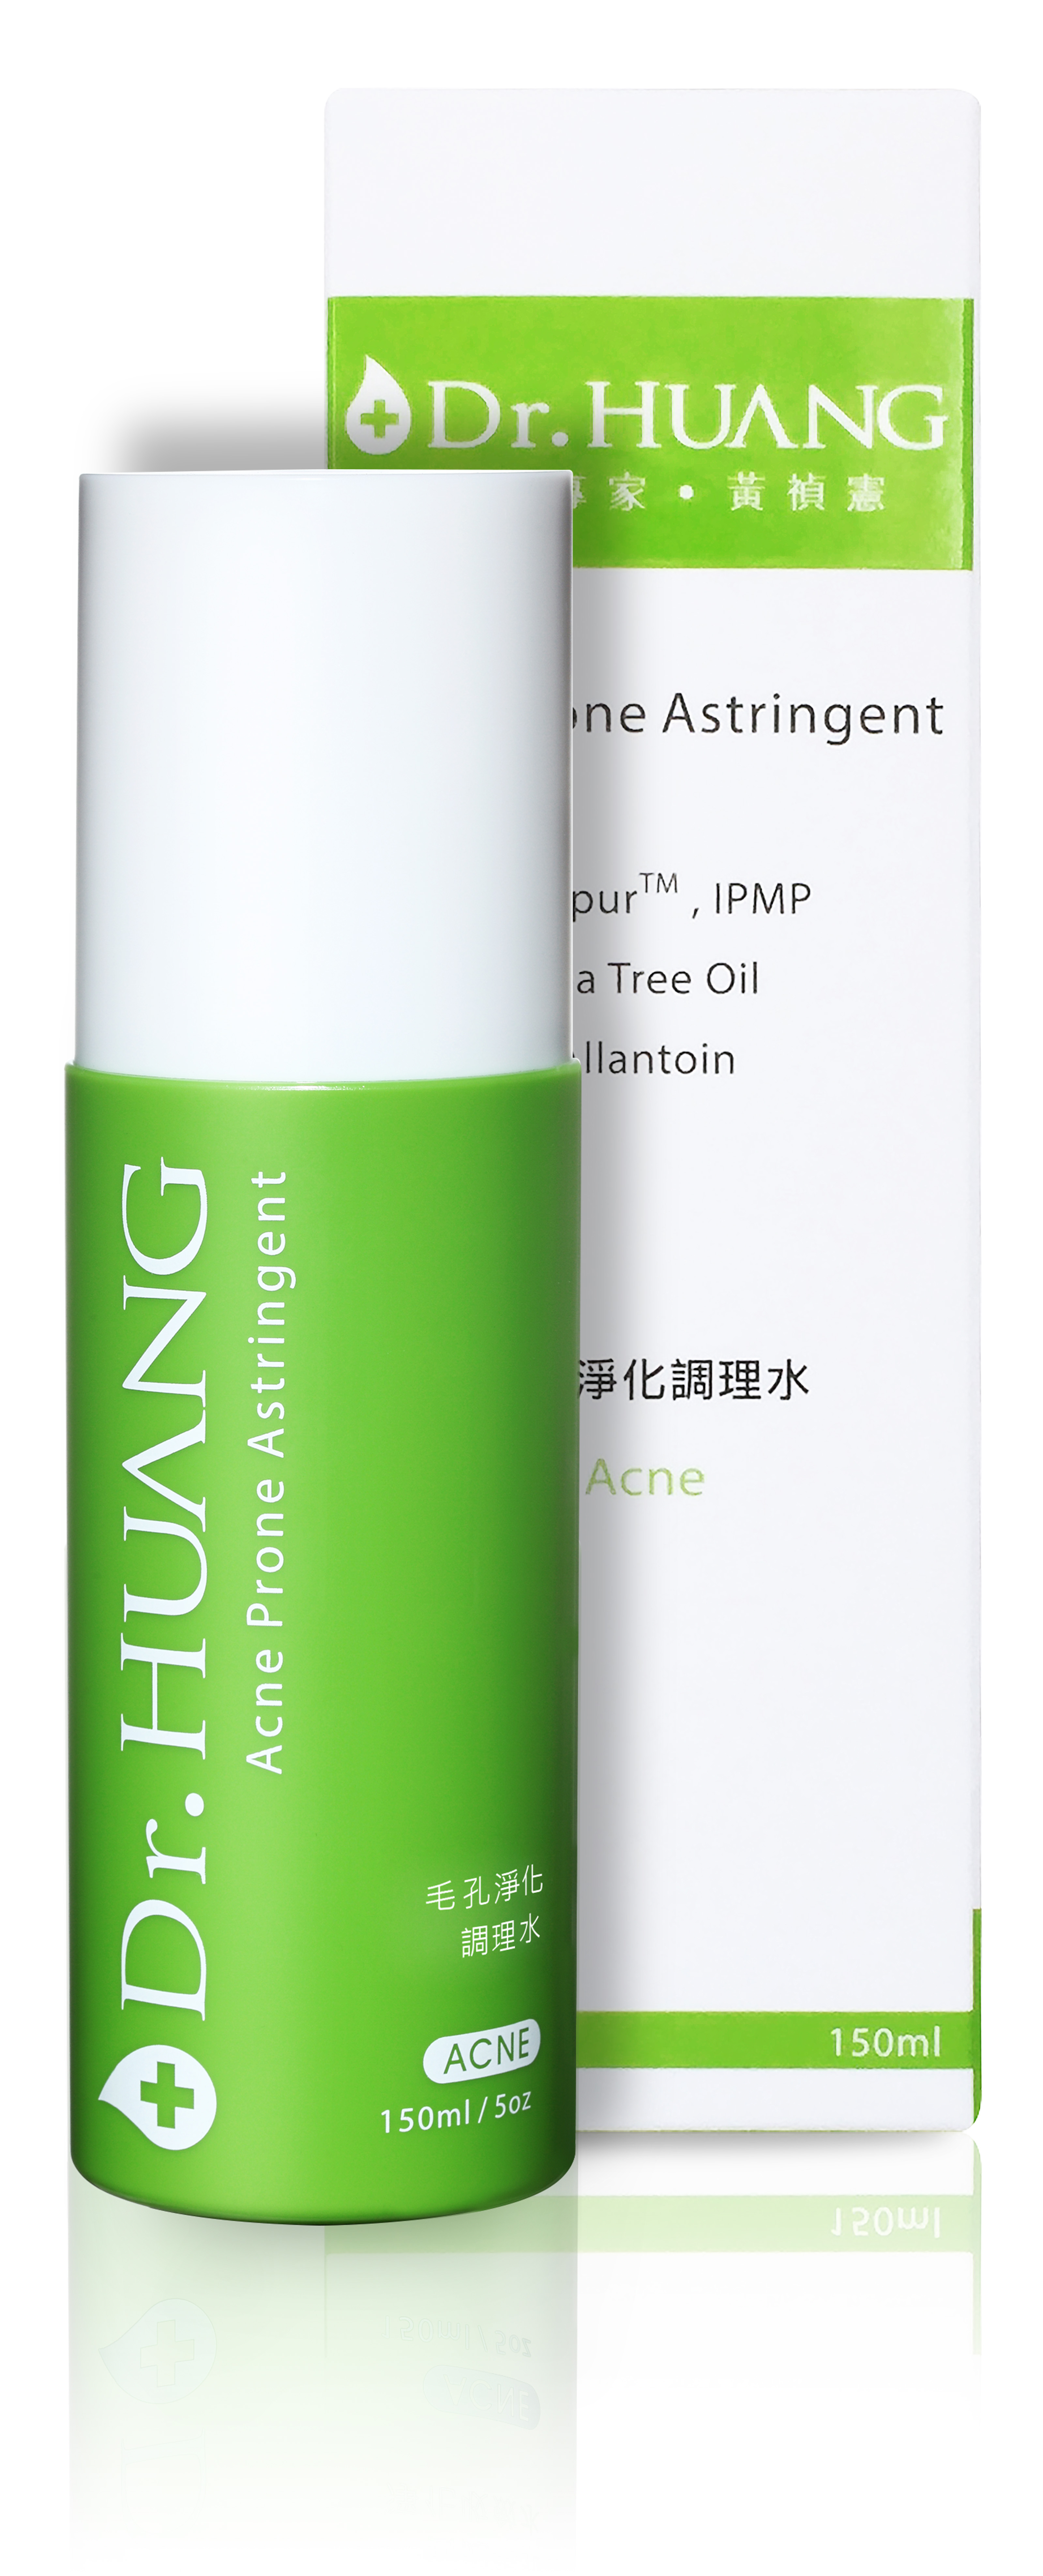 Dr. HUANG
家・黃禎憲
one Astringent
pur™ , IPMP
a Tree Oil
Allantoin
淨化調理水
Acne
150ml
Dr. HUANG
Acne Prone Astringent
毛孔淨化
調理水
ACNE
150ml / 5oz